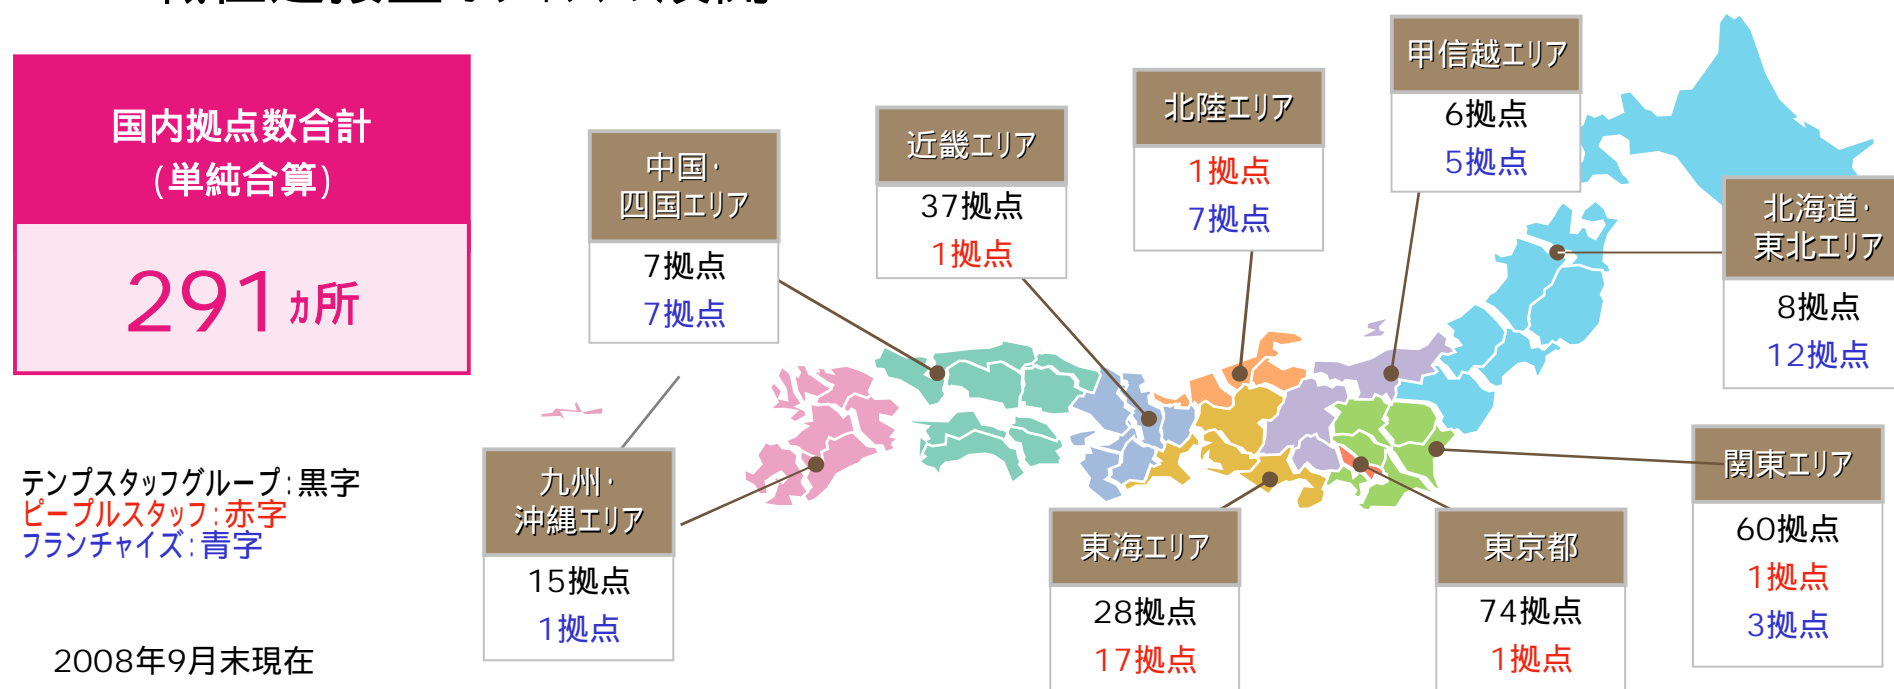 国内拠点数合計
(単純合算)
291ヵ所
テンプスタッフグループ:黒字
ピープルスタッフ:赤字
フランチャイズ:青字
2008年9月末現在
中国・
四国エリア
7拠点
7拠点
近畿エリア
37拠点
1拠点
北陸エリア
1拠点
7拠点
甲信越エリア
6拠点
5拠点
北海道・
東北エリア
8拠点
12拠点
九州・
沖縄エリア
15拠点
1拠点
東海エリア
28拠点
17拠点
東京都
74拠点
1拠点
関東エリア
60拠点
1拠点
3拠点